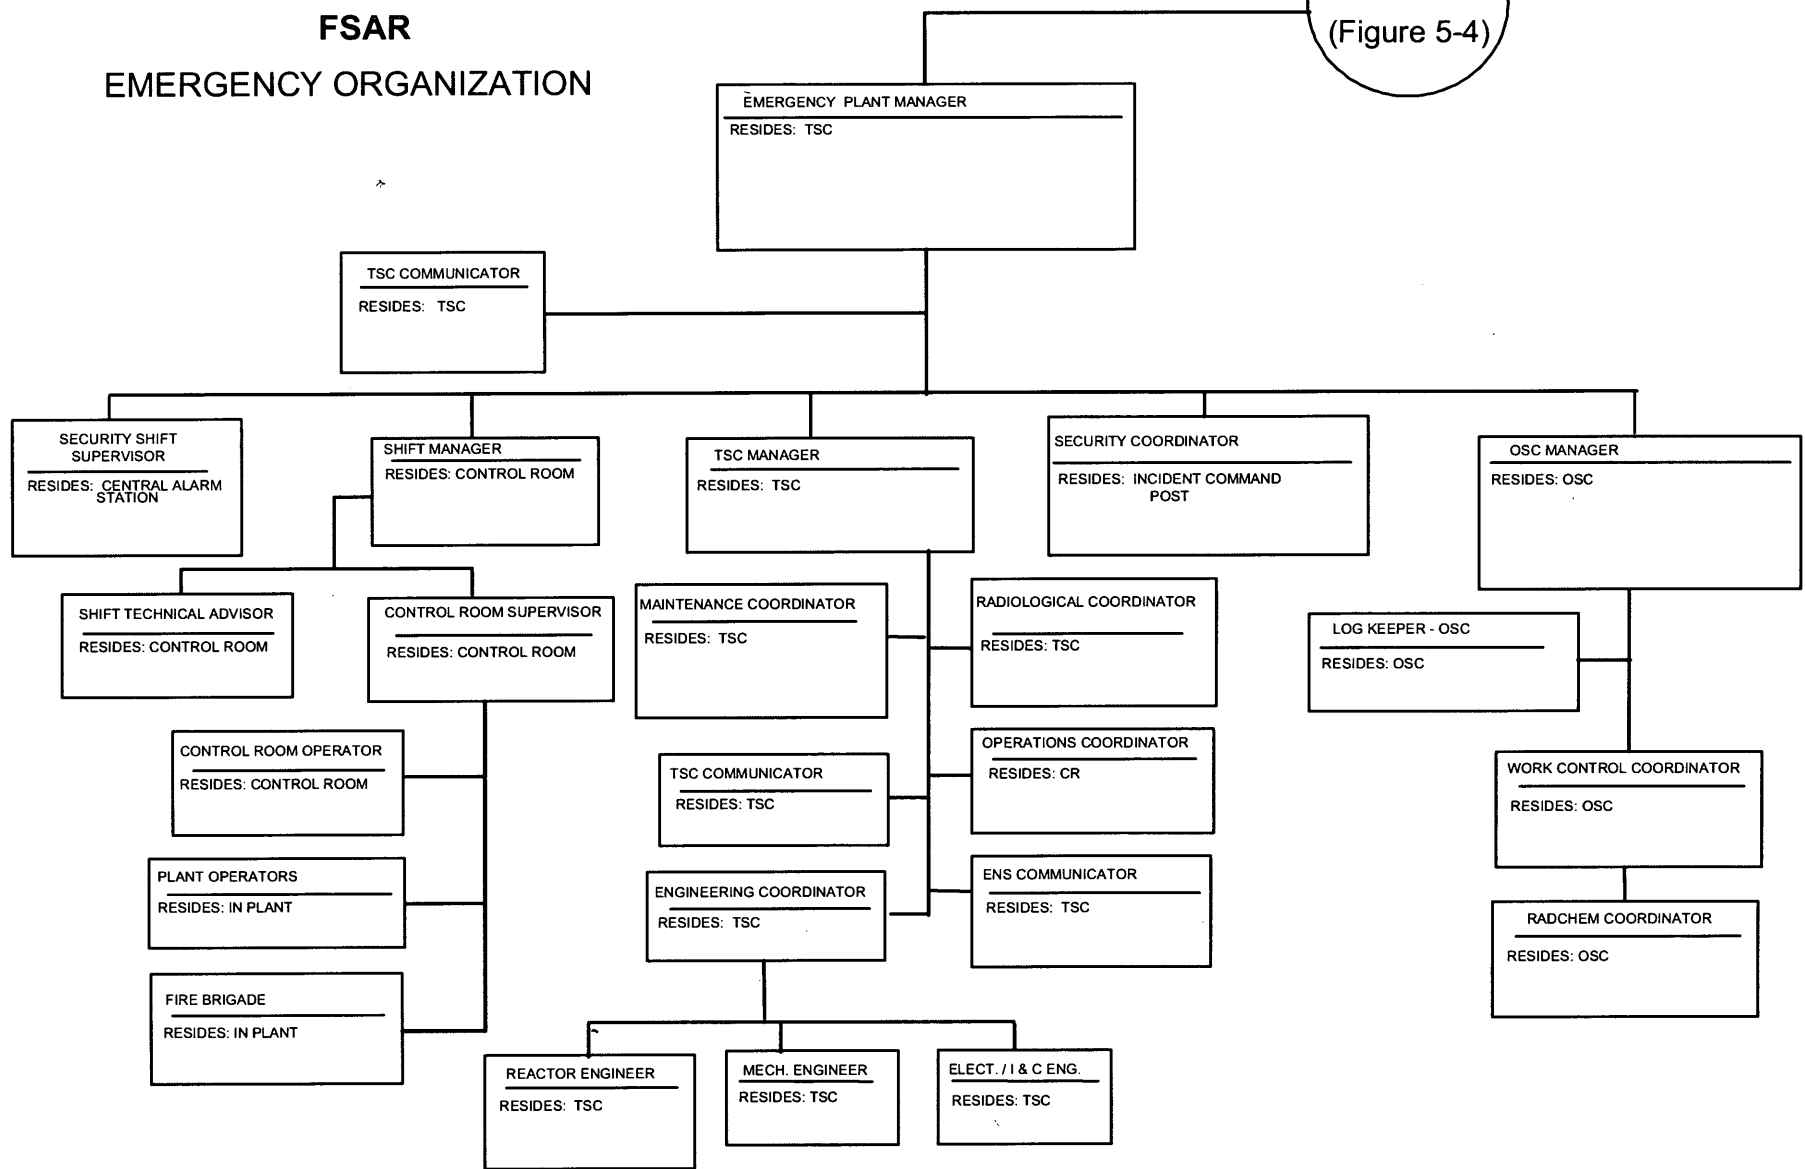 FSAR
EMERGENCY ORGANIZATION
(Figure 5-4)
EMERGENCY PLANT MANAGER
RESIDES: TSC
TSC COMMUNICATOR
RESIDES: TSC
SECURITY SHIFT
SUPERVISOR
RESIDES: CENTRAL ALARM
STATION
SHIFT MANAGER
RESIDES: CONTROL ROOM
TSC MANAGER
RESIDES: TSC
SECURITY COORDINATOR
RESIDES: INCIDENT COMMAND
POST
OSC MANAGER
RESIDES: OSC
SHIFT TECHNICAL ADVISOR
RESIDES: CONTROL ROOM
CONTROL ROOM SUPERVISOR
RESIDES: CONTROL ROOM
MAINTENANCE COORDINATOR
RESIDES: TSC
RADIOLOGICAL COORDINATOR
RESIDES: TSC
LOG KEEPER - OSC
RESIDES: OSC
CONTROL ROOM OPERATOR
RESIDES: CONTROL ROOM
TSC COMMUNICATOR
RESIDES: TSC
OPERATIONS COORDINATOR
RESIDES: CR
WORK CONTROL COORDINATOR
RESIDES: OSC
PLANT OPERATORS
RESIDES: IN PLANT
ENGINEERING COORDINATOR
RESIDES: TSC
ENS COMMUNICATOR
RESIDES: TSC
RADCHEM COORDINATOR
RESIDES: OSC
FIRE BRIGADE
RESIDES: IN PLANT
REACTOR ENGINEER
RESIDES: TSC
MECH. ENGINEER
RESIDES: TSC
ELECT. / I & C ENG.
RESIDES: TSC